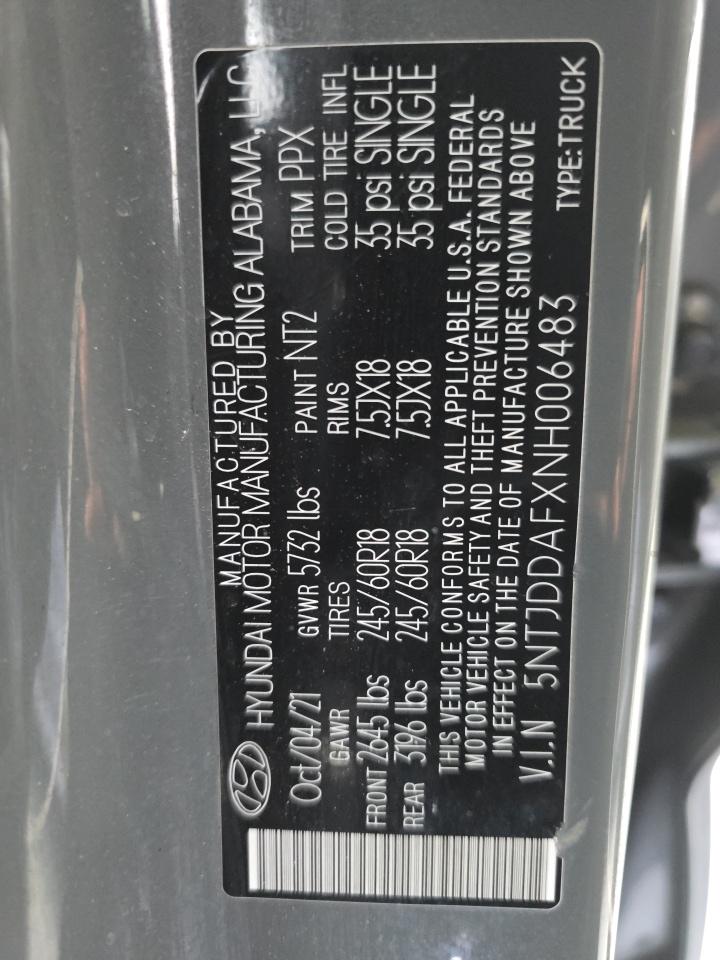 MANUFACTURED BY
HYUNDAI MOTOR MANUFACTURING ALABAMA, LLC
Oct/04/21 GVWR 5732 lbs PAINT NT2 TRIM PPX
GAWR TIRES RIMS COLD TIRE INFL
FRONT 2645 lbs 245/60R18 7.5JX18 35 psi SINGLE
REAR 3196 lbs 245/60R18 7.5JX18 35 psi SINGLE
THIS VEHICLE CONFORMS TO ALL APPLICABLE U.S.A. FEDERAL
MOTOR VEHICLE SAFETY AND THEFT PREVENTION STANDARDS
IN EFFECT ON THE DATE OF MANUFACTURE SHOWN ABOVE
V.I.N 5NTJDDAFXNH006483 TYPE:TRUCK